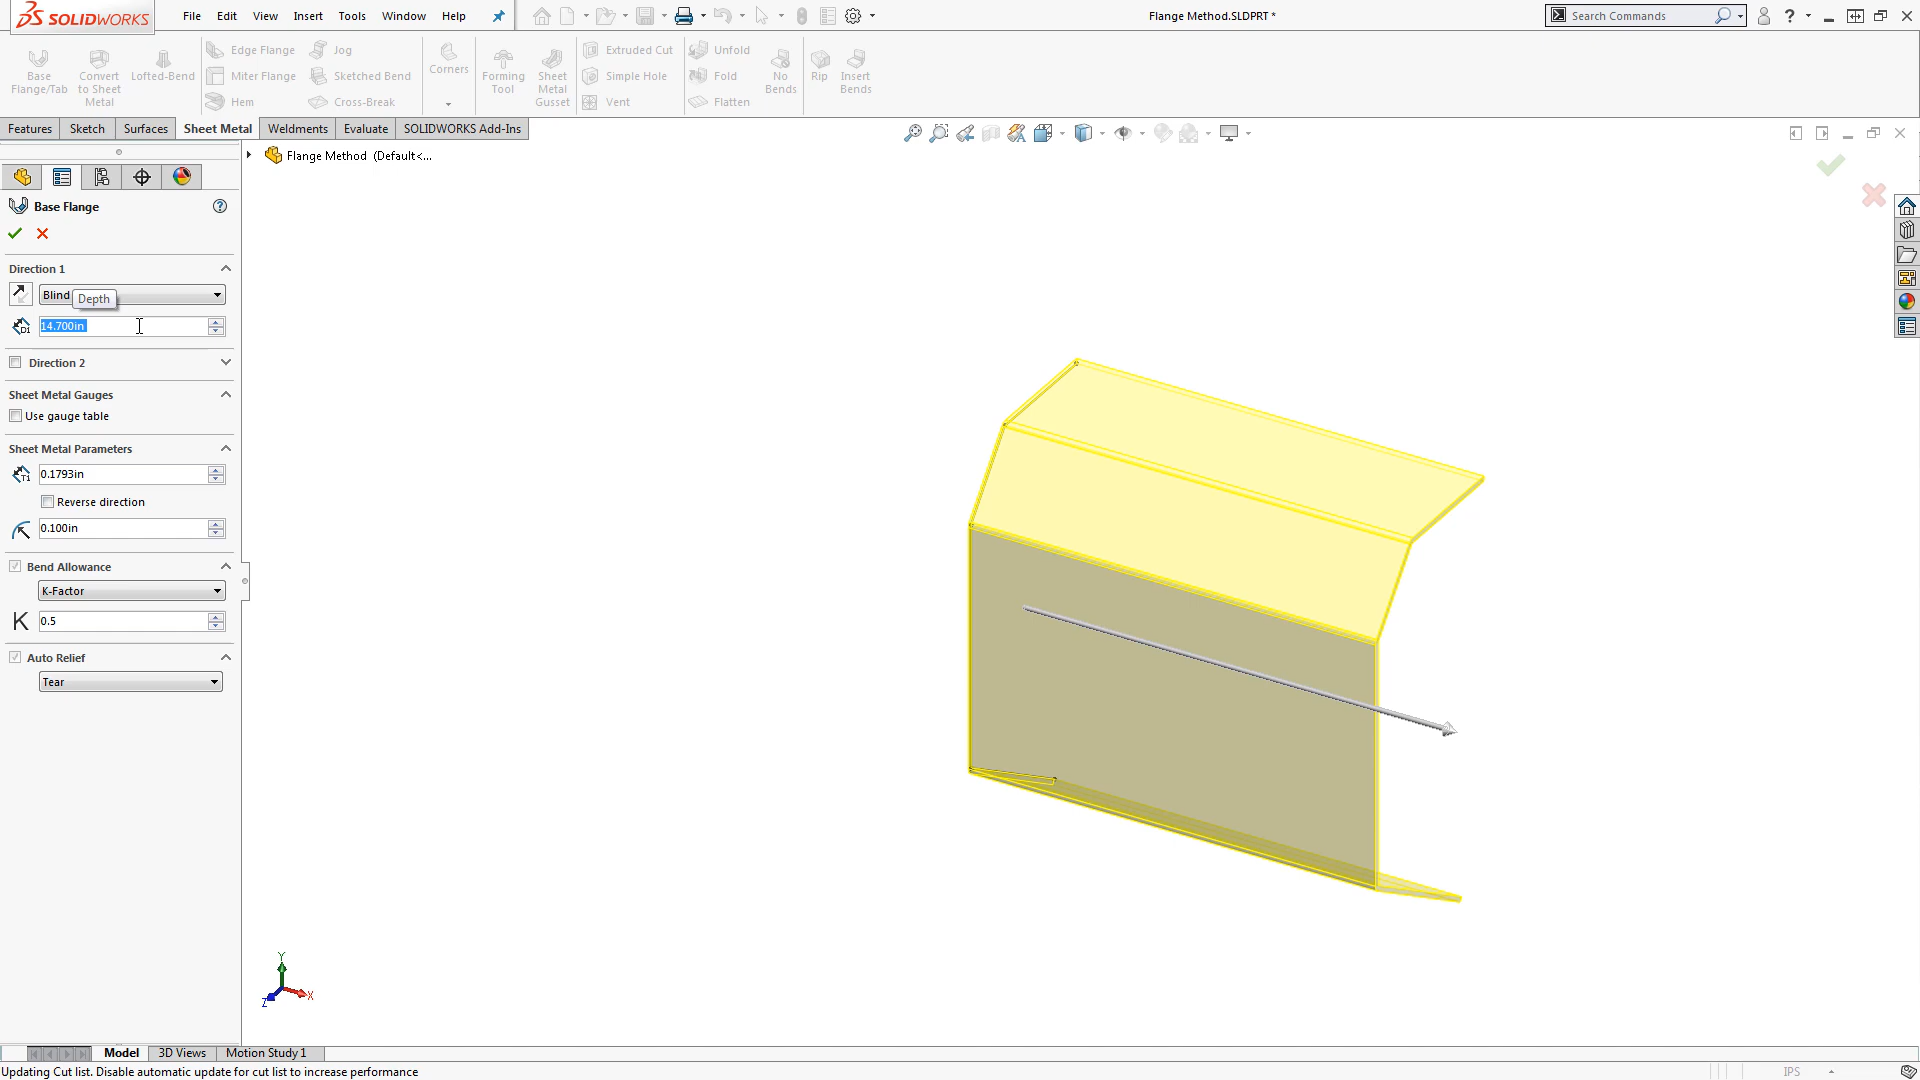 SOLIDWORKS
File Edit View Insert Tools Window Help
Flange Method.SLDPRT *
Search Commands
?
Base Flange/Tab
Convert to Sheet Metal
Lofted-Bend
Edge Flange
Miter Flange
Hem
Jog
Sketched Bend
Cross-Break
Corners
Forming Tool
Sheet Metal Gusset
Extruded Cut
Simple Hole
Vent
Unfold
Fold
Flatten
No Bends
Rip
Insert Bends
Features Sketch Surfaces Sheet Metal Weldments Evaluate SOLIDWORKS Add-Ins
Flange Method (Default<...
Base Flange
?
Direction 1
Blind
Depth
D1
14.700in
Direction 2
Sheet Metal Gauges
Use gauge table
Sheet Metal Parameters
T1
0.1793in
Reverse direction
0.100in
Bend Allowance
K-Factor
K
0.5
Auto Relief
Tear
Y
X
Z
Model 3D Views Motion Study 1
Updating Cut list. Disable automatic update for cut list to increase performance
IPS